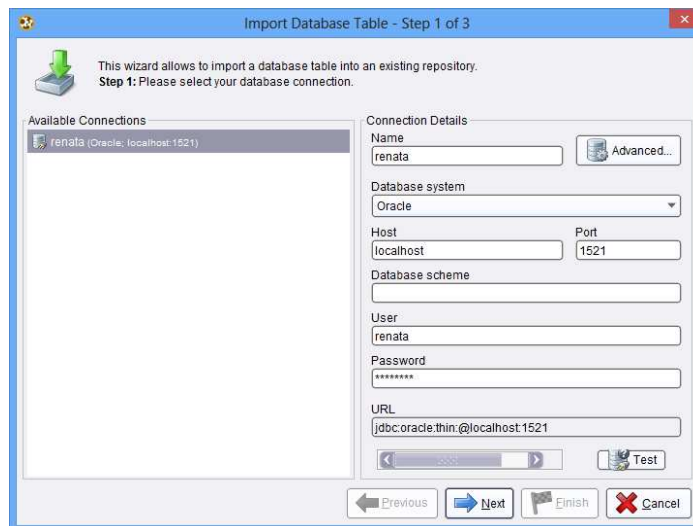 Import Database Table - Step 1 of 3
This wizard allows to import a database table into an existing repository.
Step 1: Please select your database connection.
Available Connections
renata (Oracle; localhost:1521)
Connection Details
Name
renata
Advanced...
Database system
Oracle
Host
Port
localhost
1521
Database scheme
User
renata
Password
********
URL
jdbc:oracle:thin:@localhost:1521
Test
Previous
Next
Finish
Cancel